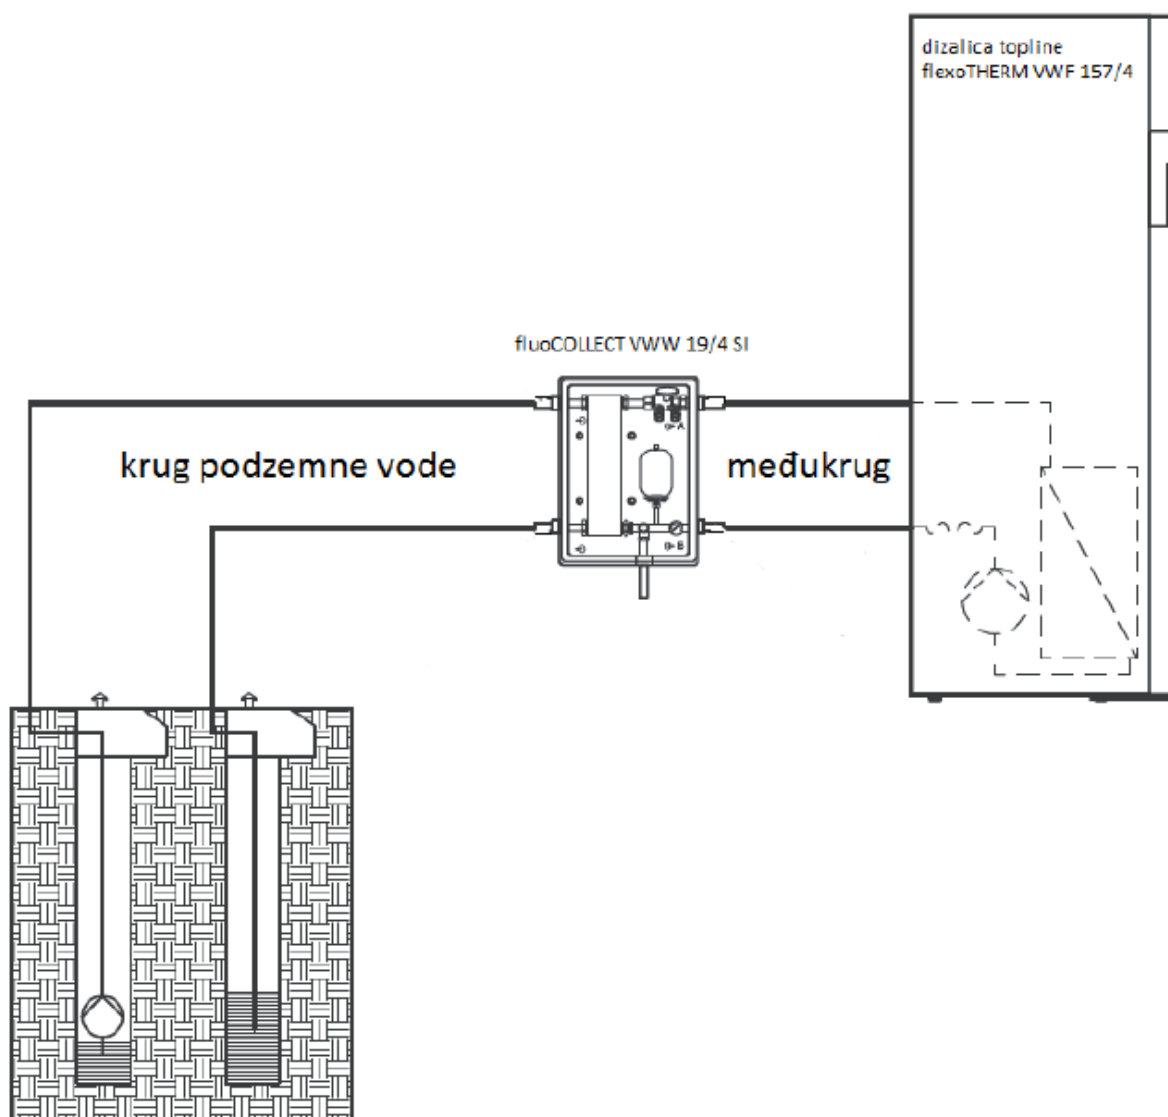 dizalica topline
flexoTHERM VWF 157/4
fluoCOLLECT VWW 19/4 SI
krug podzemne vode
međukrug
A
B